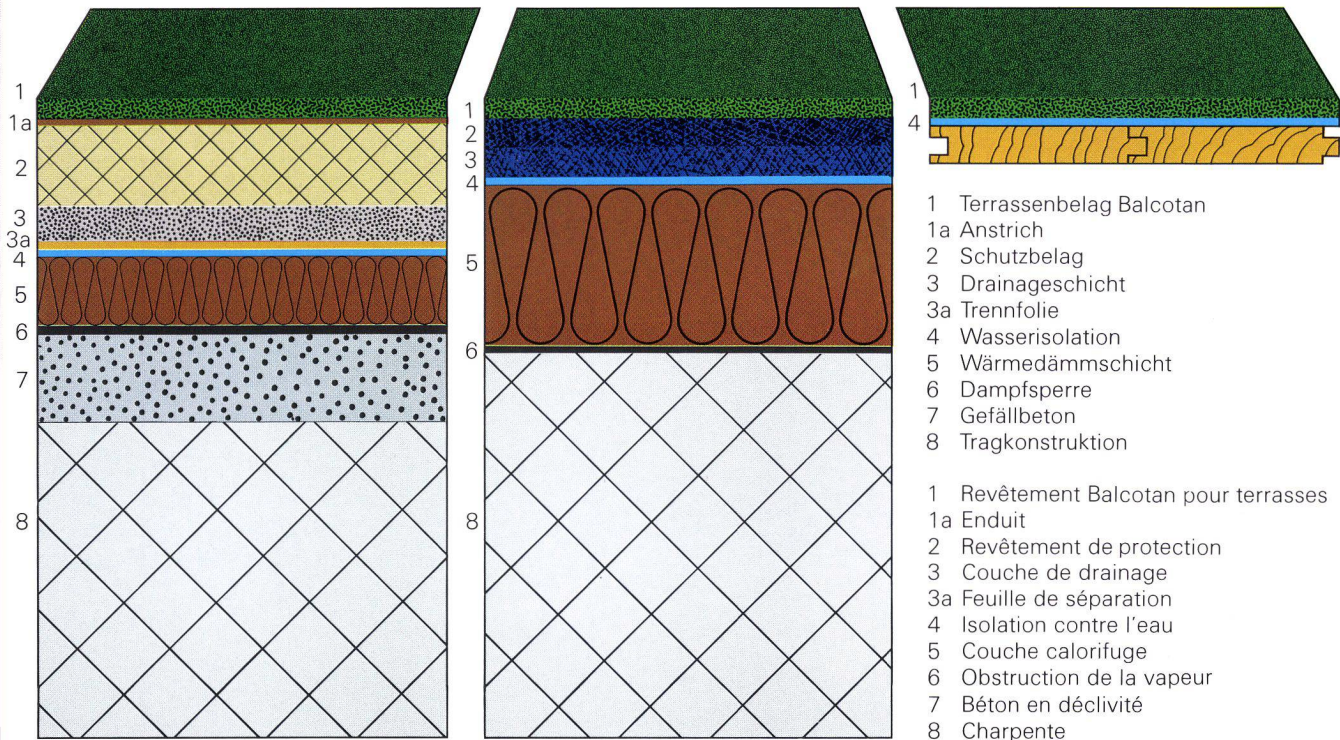 1
1a
2
3
3a
4
5
6
7
8
1
2
3
4
5
6
8
1
4
1 Terrassenbelag Balcotan
1a Anstrich
2 Schutzbelag
3 Drainageschicht
3a Trennfolie
4 Wasserisolation
5 Wärmedämmschicht
6 Dampfsperre
7 Gefällbeton
8 Tragkonstruktion
1 Revêtement Balcotan pour terrasses
1a Enduit
2 Revêtement de protection
3 Couche de drainage
3a Feuille de séparation
4 Isolation contre l'eau
5 Couche calorifuge
6 Obstruction de la vapeur
7 Béton en déclivité
8 Charpente